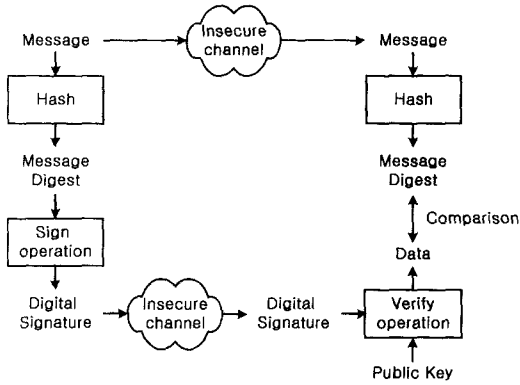 Message
Insecure
channel
Message
Hash
Hash
Message
Digest
Message
Digest
Sign
operation
Comparison
Data
Digital
Signature
Insecure
channel
Digital
Signature
Verify
operation
Public Key